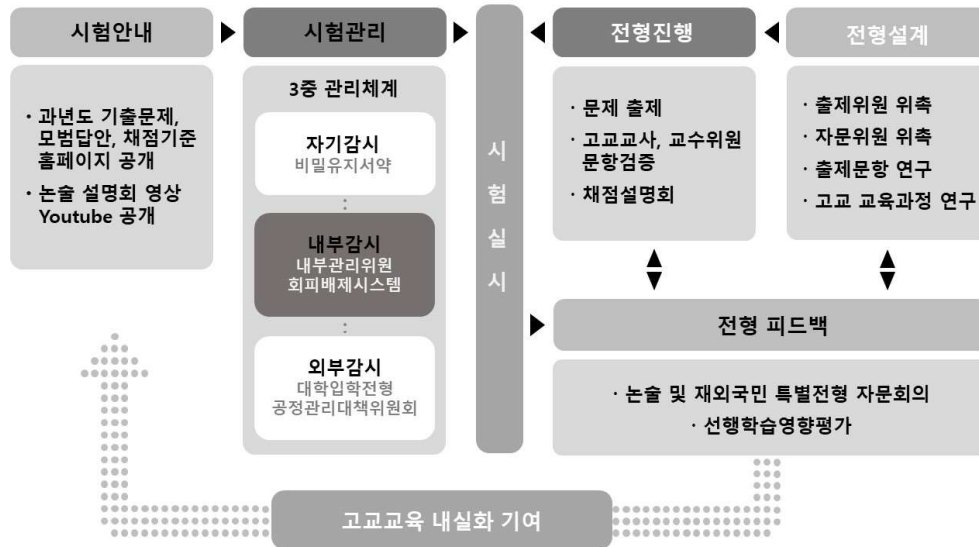 시험안내
· 과년도 기출문제,
모범답안, 채점기준
홈페이지 공개
· 논술 설명회 영상
Youtube 공개
시험관리
3중 관리체계
자기감시
비밀유지서약
내부감시
내부관리위원
회피배제시스템
외부감시
대학입학전형
공정관리대책위원회
시
험
실
시
전형진행
· 문제 출제
· 고교교사, 교수위원
문항검증
· 채점설명회
전형설계
· 출제위원 위촉
· 자문위원 위촉
· 출제문항 연구
· 고교 교육과정 연구
전형 피드백
· 논술 및 재외국민 특별전형 자문회의
· 선행학습영향평가
고교교육 내실화 기여